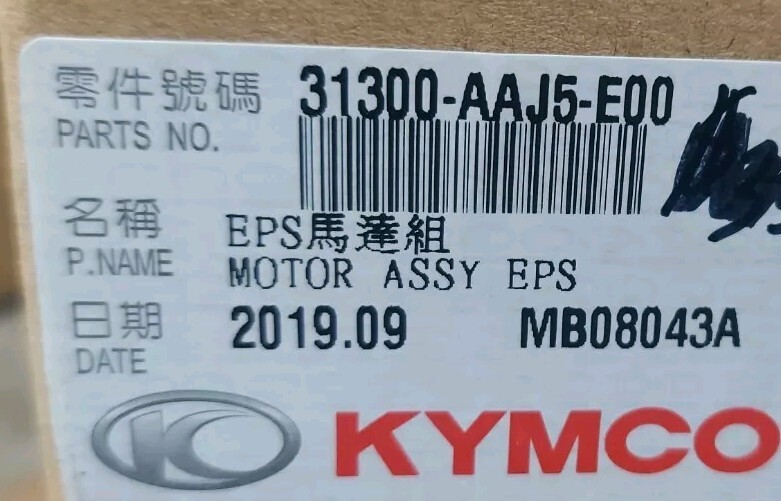 零件號碼 31300-AAJ5-E00
PARTS NO.
名稱 EPS馬達組
P.NAME MOTOR ASSY EPS
日期 2019.09 MB08043A
DATE
KYMCO